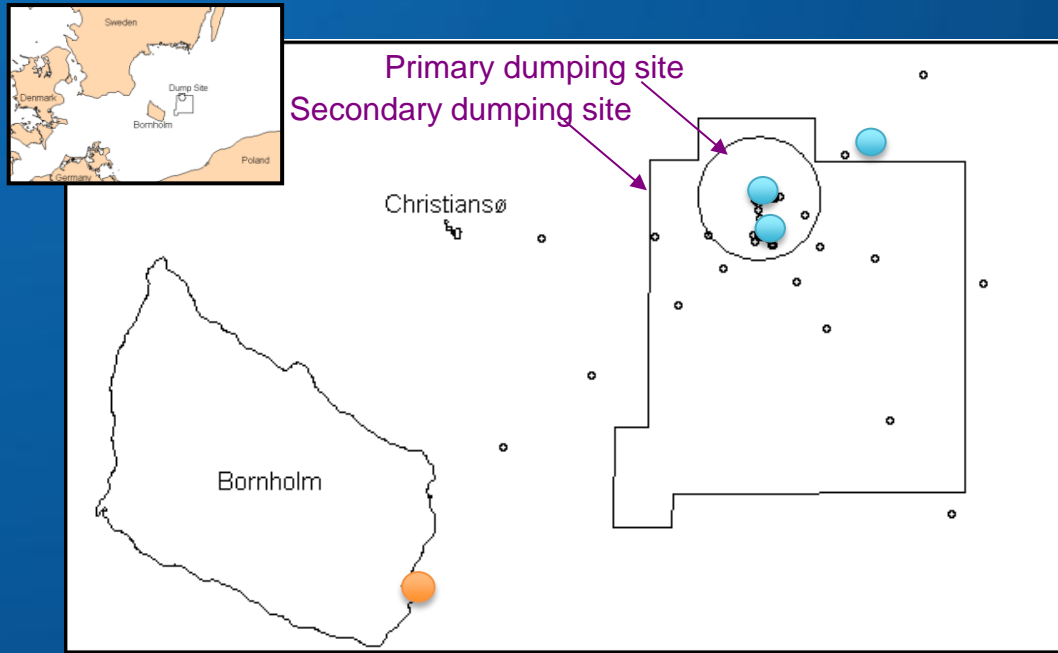 Sweden
Denmark
Dump Site
Bornholm
Poland
Germany
Primary dumping site
Secondary dumping site
Christiansø
Bornholm